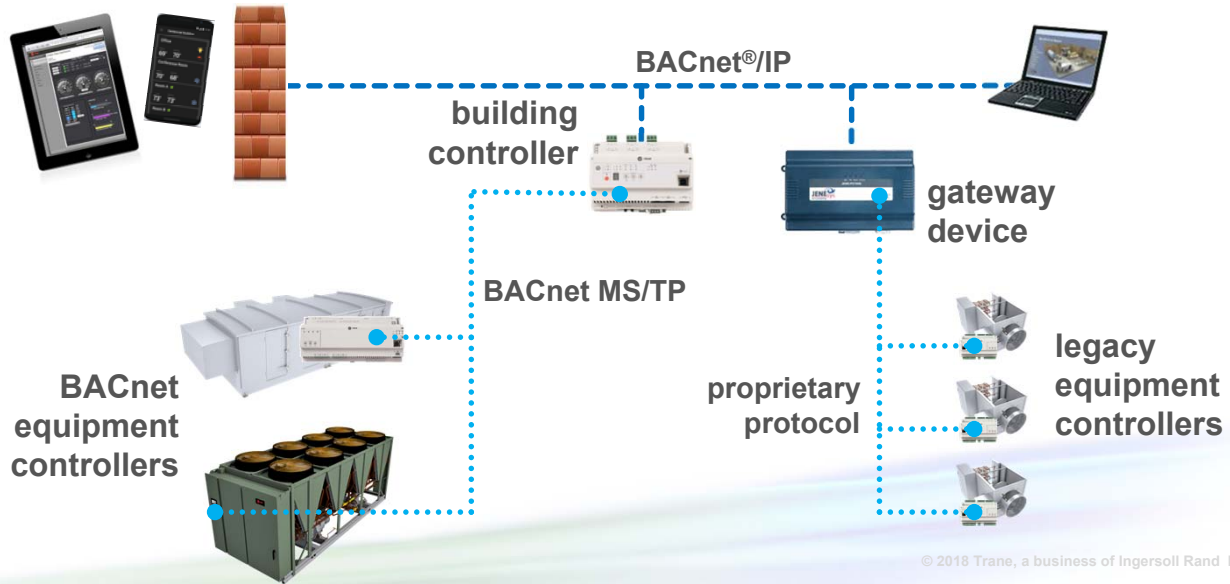 BACnet®/IP
building
controller
JENE
gateway
device
BACnet MS/TP
BACnet
equipment
controllers
proprietary
protocol
legacy
equipment
controllers
© 2018 Trane, a business of Ingersoll Rand